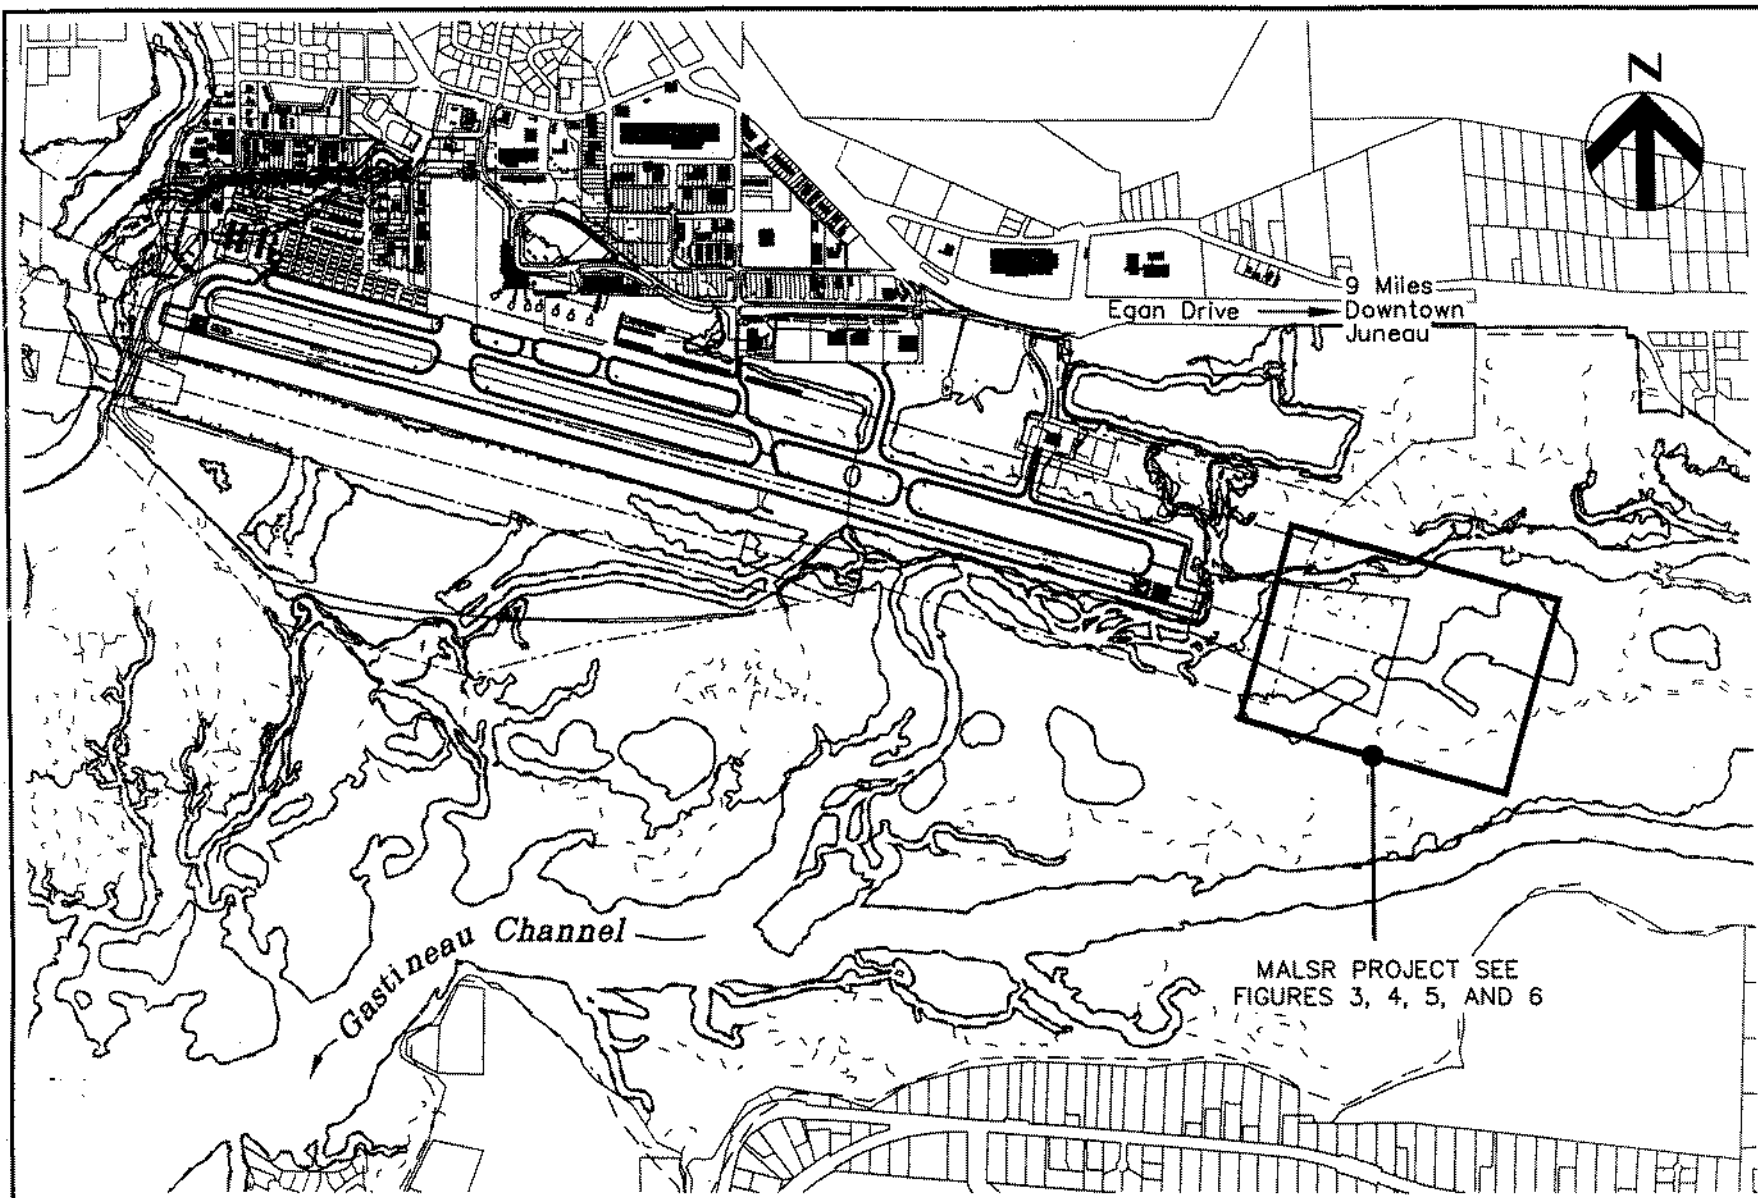 N
9 Miles
Egan Drive Downtown
Juneau
Gastineau Channel
MALSR PROJECT SEE
FIGURES 3, 4, 5, AND 6